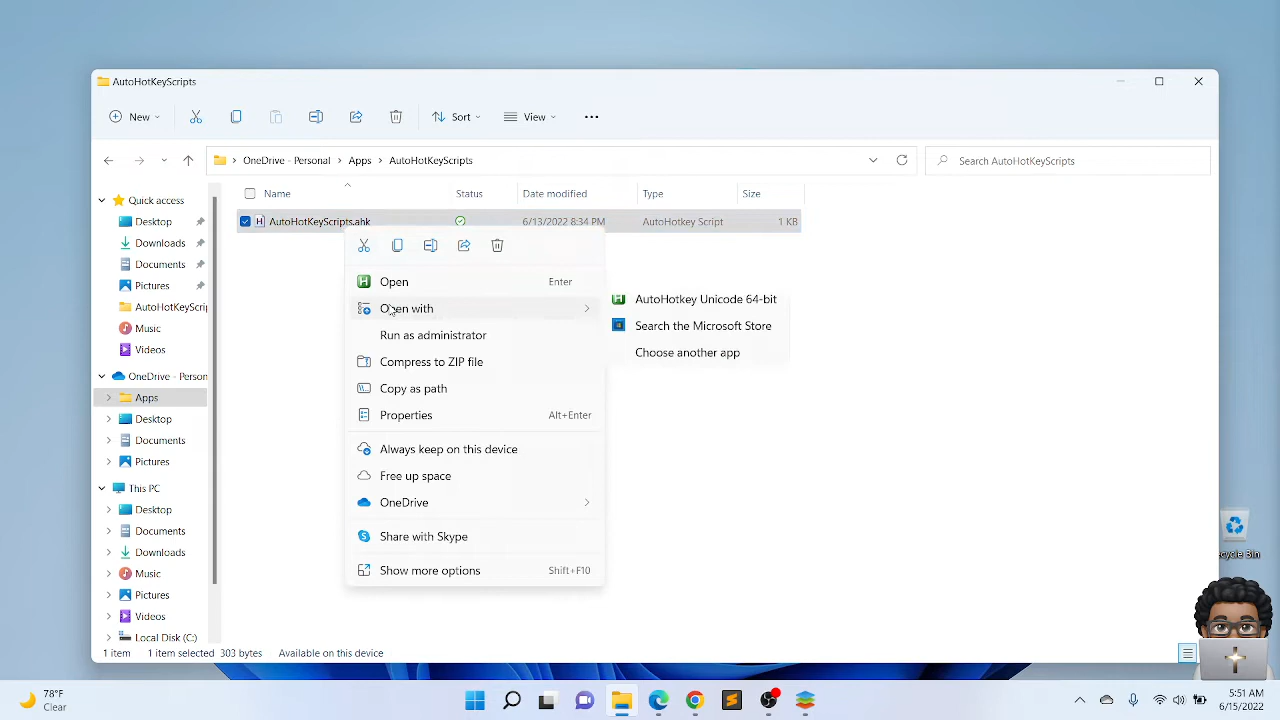 AutoHotKeyScripts
New
Sort
View
OneDrive - Personal
Apps
AutoHotKeyScripts
Search AutoHotKeyScripts
Name
Status
Date modified
Type
Size
AutoHotKeyScripts.ahk
6/13/2022 8:34 PM
AutoHotkey Script
1 KB
Quick access
Desktop
Downloads
Documents
Pictures
AutoHotKeyScrip
Music
Videos
OneDrive - Person
Apps
Desktop
Documents
Pictures
This PC
Desktop
Documents
Downloads
Music
Pictures
Videos
Local Disk (C:)
Open
Enter
Open with
Run as administrator
Compress to ZIP file
Copy as path
Properties
Alt+Enter
Always keep on this device
Free up space
OneDrive
Share with Skype
Show more options
Shift+F10
AutoHotkey Unicode 64-bit
Search the Microsoft Store
Choose another app
1 item
1 item selected
303 bytes
Available on this device
ecycle Bin
78°F
Clear
5:51 AM
6/15/2022